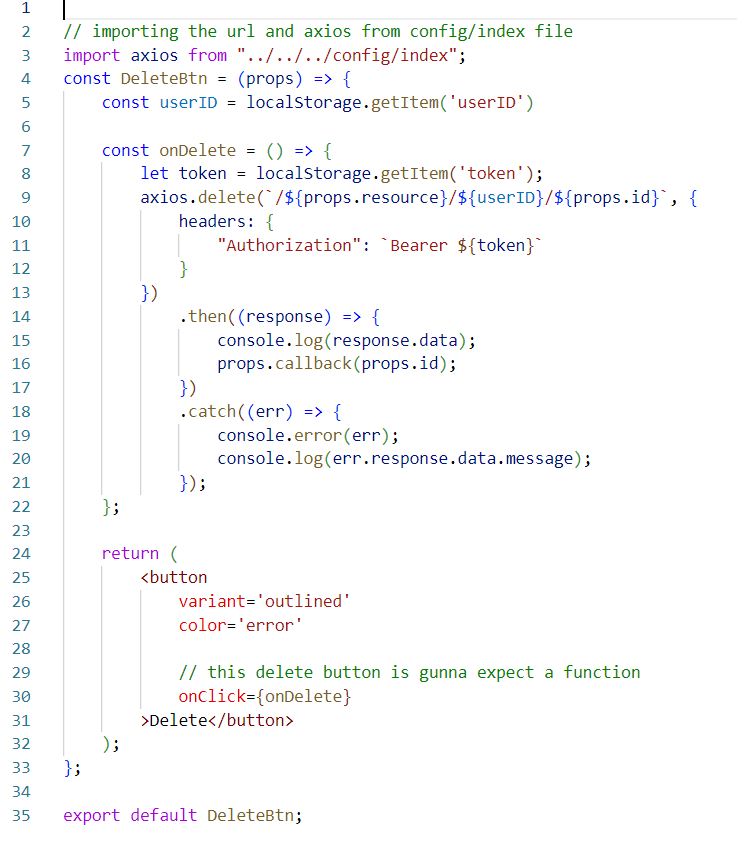 1
2 // importing the url and axios from config/index file
3 import axios from "../../../config/index";
4 const DeleteBtn = (props) => {
5     const userID = localStorage.getItem('userID')
6
7     const onDelete = () => {
8         let token = localStorage.getItem('token');
9         axios.delete(`/${props.resource}/${userID}/${props.id}`, {
10             headers: {
11                 "Authorization": `Bearer ${token}`
12             }
13         })
14             .then((response) => {
15                 console.log(response.data);
16                 props.callback(props.id);
17             })
18             .catch((err) => {
19                 console.error(err);
20                 console.log(err.response.data.message);
21             });
22     };
23
24     return (
25         <button
26             variant='outlined'
27             color='error'
28
29             // this delete button is gunna expect a function
30             onClick={onDelete}
31         >Delete</button>
32     );
33 };
34
35 export default DeleteBtn;